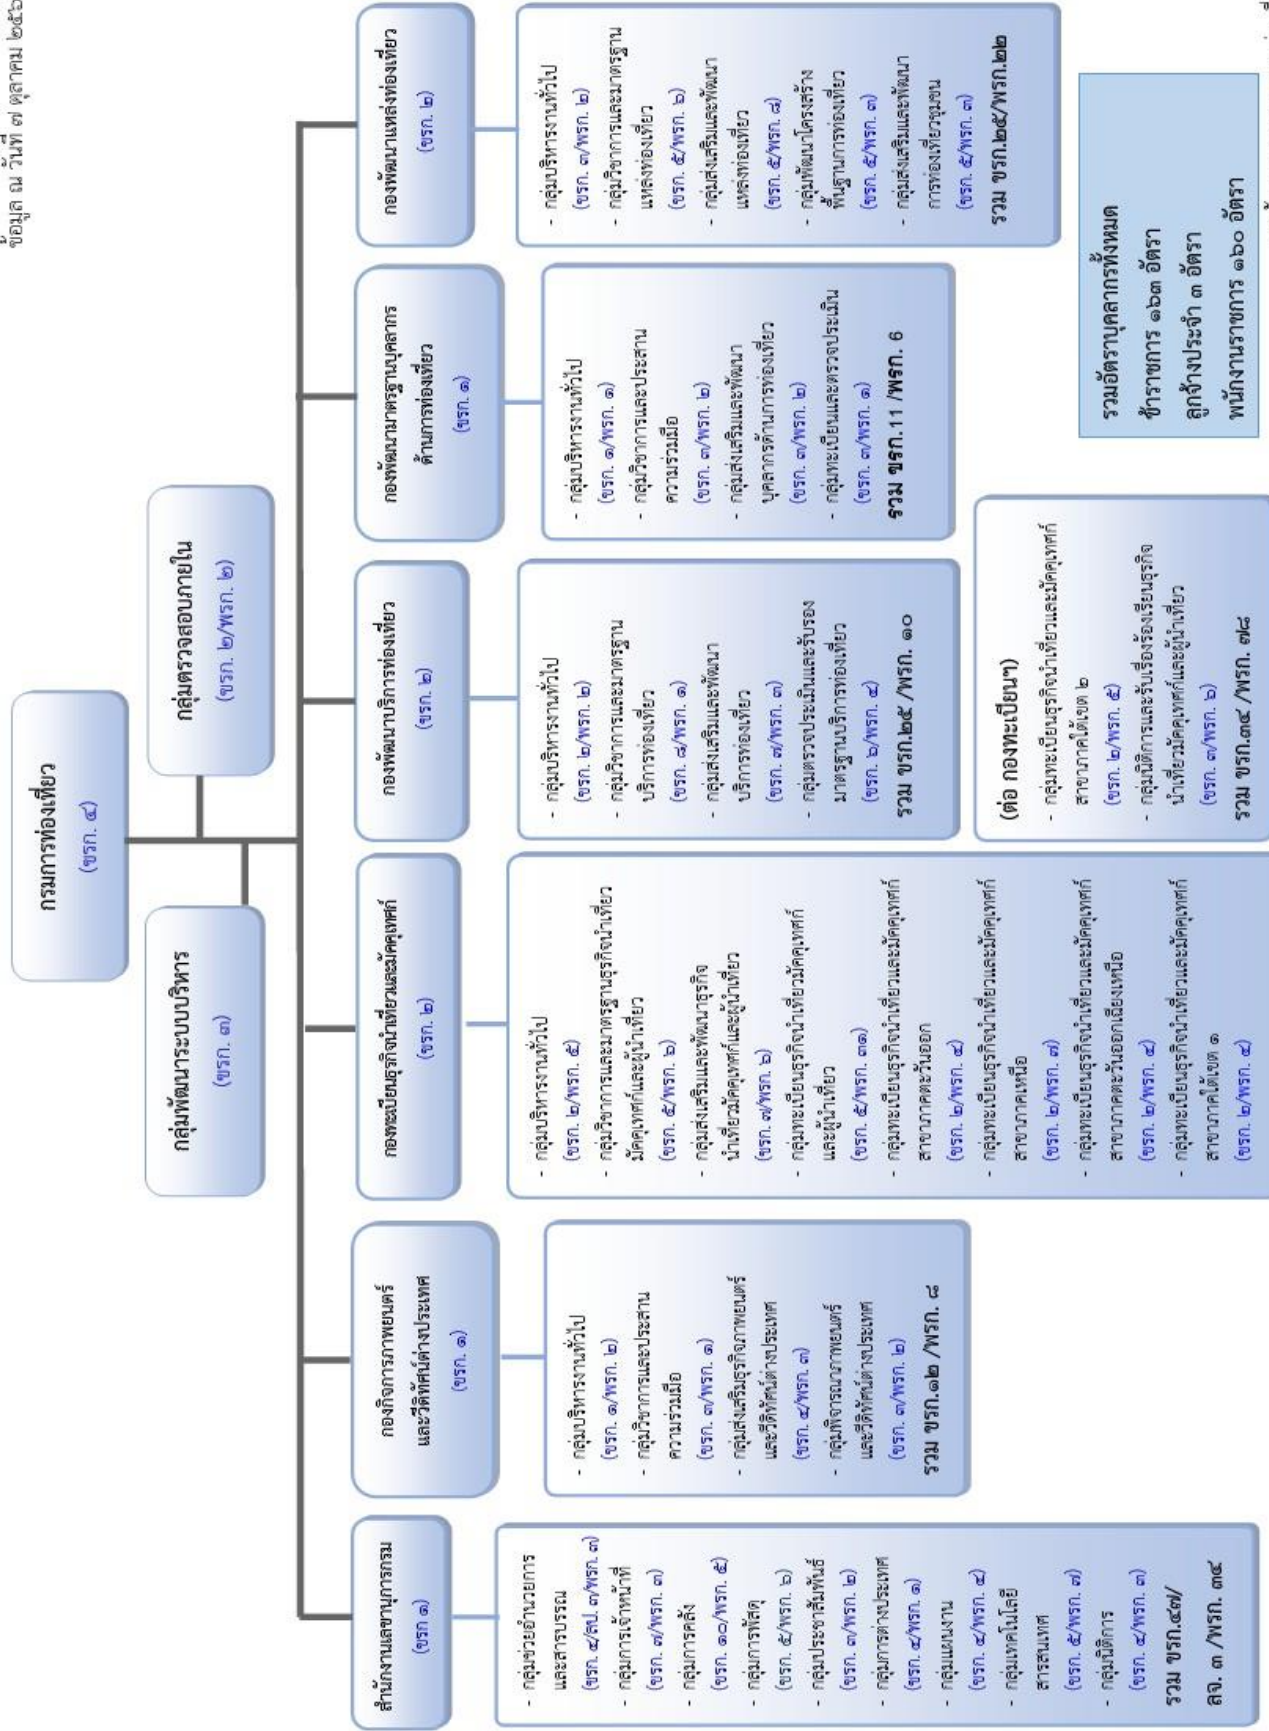 ข้อมูล ณ วันที่ ๗ ตุลาคม ๒๕๖
กรมการท่องเที่ยว
(ขรก. ๔)
กลุ่มพัฒนาระบบบริหาร
(ขรก. ๓)
กลุ่มตรวจสอบภายใน
(ขรก. ๒/พรก. ๒)
สำนักงานเลขานุการกรม
(ขรก ๑)
- กลุ่มช่วยอำนวยการ
และสารบรรณ
(ขรก. ๔/ลป. ๓/พรก. ๓)
- กลุ่มการเจ้าหน้าที่
(ขรก. ๗/พรก. ๓)
- กลุ่มการคลัง
(ขรก. ๑๐/พรก. ๕)
- กลุ่มการพัสดุ
(ขรก. ๕/พรก. ๖)
- กลุ่มประชาสัมพันธ์
(ขรก. ๓/พรก. ๒)
- กลุ่มการต่างประเทศ
(ขรก. ๔/พรก. ๑)
- กลุ่มแผนงาน
(ขรก. ๔/พรก. ๔)
- กลุ่มเทคโนโลยี
สารสนเทศ
(ขรก. ๕/พรก. ๗)
- กลุ่มนิติการ
(ขรก. ๔/พรก. ๓)
รวม ขรก.๔๗/
ลจ. ๓ /พรก. ๓๔
กองกิจการภาพยนตร์
และวีดิทัศน์ต่างประเทศ
(ขรก. ๑)
- กลุ่มบริหารงานทั่วไป
(ขรก. ๑/พรก. ๒)
- กลุ่มวิชาการและประสาน
ความร่วมมือ
(ขรก. ๓/พรก. ๑)
- กลุ่มส่งเสริมธุรกิจภาพยนตร์
และวีดิทัศน์ต่างประเทศ
(ขรก. ๔/พรก. ๓)
- กลุ่มพิจารณาภาพยนตร์
และวีดิทัศน์ต่างประเทศ
(ขรก. ๓/พรก. ๒)
รวม ขรก.๑๒ /พรก. ๘
กองทะเบียนธุรกิจนำเที่ยวและมัคคุเทศก์
(ขรก. ๒)
- กลุ่มบริหารงานทั่วไป
(ขรก. ๒/พรก. ๕)
- กลุ่มวิชาการและมาตรฐานธุรกิจนำเที่ยว
มัคคุเทศก์และผู้นำเที่ยว
(ขรก. ๕/พรก. ๖)
- กลุ่มส่งเสริมและพัฒนาธุรกิจ
นำเที่ยวมัคคุเทศก์และผู้นำเที่ยว
(ขรก. ๗/พรก. ๖)
- กลุ่มทะเบียนธุรกิจนำเที่ยวมัคคุเทศก์
และผู้นำเที่ยว
(ขรก. ๕/พรก. ๓๑)
- กลุ่มทะเบียนธุรกิจนำเที่ยวและมัคคุเทศก์
สาขาภาคตะวันออก
(ขรก. ๒/พรก. ๔)
- กลุ่มทะเบียนธุรกิจนำเที่ยวและมัคคุเทศก์
สาขาภาคเหนือ
(ขรก. ๒/พรก. ๗)
- กลุ่มทะเบียนธุรกิจนำเที่ยวและมัคคุเทศก์
สาขาภาคตะวันออกเฉียงเหนือ
(ขรก. ๒/พรก. ๔)
- กลุ่มทะเบียนธุรกิจนำเที่ยวและมัคคุเทศก์
สาขาภาคใต้เขต ๑
(ขรก. ๒/พรก. ๔)
กองพัฒนาบริการท่องเที่ยว
(ขรก. ๒)
- กลุ่มบริหารงานทั่วไป
(ขรก. ๒/พรก. ๒)
- กลุ่มวิชาการและมาตรฐาน
บริการท่องเที่ยว
(ขรก. ๘/พรก. ๑)
- กลุ่มส่งเสริมและพัฒนา
บริการท่องเที่ยว
(ขรก. ๗/พรก. ๓)
- กลุ่มตรวจประเมินและรับรอง
มาตรฐานบริการท่องเที่ยว
(ขรก. ๖/พรก. ๔)
รวม ขรก.๒๕ /พรก. ๑๐
(ต่อ กองทะเบียนฯ)
- กลุ่มทะเบียนธุรกิจนำเที่ยวและมัคคุเทศก์
สาขาภาคใต้เขต ๒
(ขรก. ๒/พรก. ๕)
- กลุ่มนิติการและรับเรื่องร้องเรียนธุรกิจ
นำเที่ยวมัคคุเทศก์และผู้นำเที่ยว
(ขรก. ๓/พรก. ๖)
รวม ขรก.๓๔ /พรก. ๗๘
กองพัฒนามาตรฐานบุคลากร
ด้านการท่องเที่ยว
(ขรก. ๑)
- กลุ่มบริหารงานทั่วไป
(ขรก. ๑/พรก. ๑)
- กลุ่มวิชาการและประสาน
ความร่วมมือ
(ขรก. ๓/พรก. ๒)
- กลุ่มส่งเสริมและพัฒนา
บุคลากรด้านการท่องเที่ยว
(ขรก. ๓/พรก. ๒)
- กลุ่มทะเบียนและตรวจประเมิน
(ขรก. ๓/พรก. ๑)
รวม ขรก.11 /พรก. 6
กองพัฒนาแหล่งท่องเที่ยว
(ขรก. ๒)
- กลุ่มบริหารงานทั่วไป
(ขรก. ๓/พรก. ๒)
- กลุ่มวิชาการและมาตรฐาน
แหล่งท่องเที่ยว
(ขรก. ๕/พรก. ๖)
- กลุ่มส่งเสริมและพัฒนา
แหล่งท่องเที่ยว
(ขรก. ๕/พรก. ๘)
- กลุ่มพัฒนาโครงสร้าง
พื้นฐานการท่องเที่ยว
(ขรก. ๕/พรก. ๓)
- กลุ่มส่งเสริมและพัฒนา
การท่องเที่ยวชุมชน
(ขรก. ๕/พรก. ๓)
รวม ขรก.๒๕/พรก.๒๒
รวมอัตราบุคลากรทั้งหมด
ข้าราชการ ๑๖๓ อัตรา
ลูกจ้างประจำ ๓ อัตรา
พนักงานราชการ ๑๖๐ อัตรา